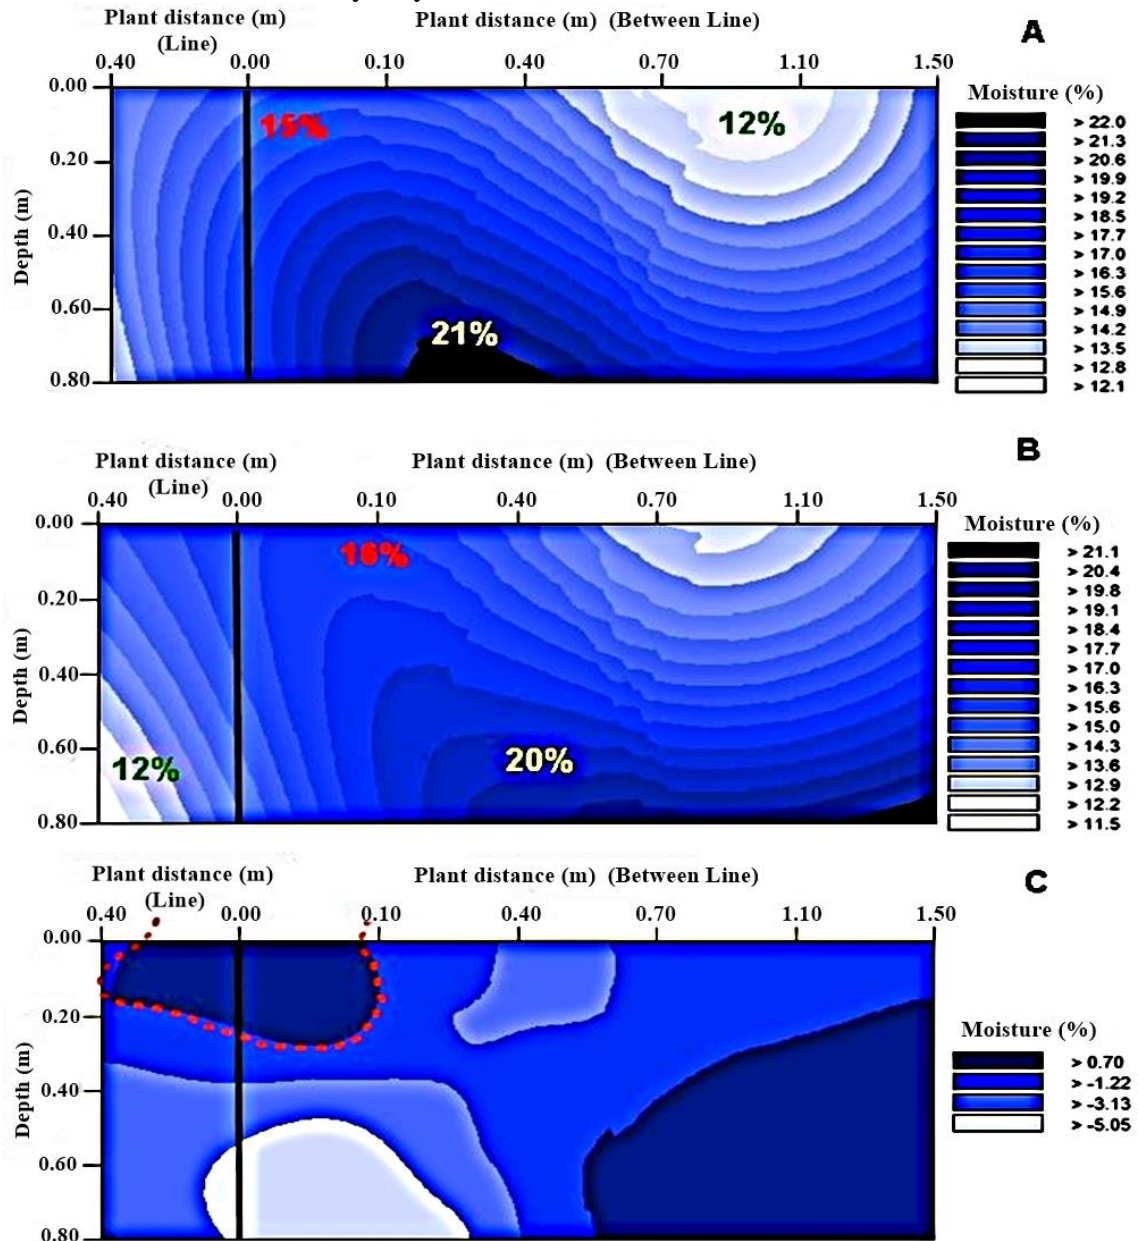 Plant distance (m)
(Line)
Plant distance (m) (Between Line)
A
0.40 0.00 0.10 0.40 0.70 1.10 1.50
Depth (m)
0.00
0.20
0.40
0.60
0.80
15%
12%
21%
Moisture (%)
> 22.0
> 21.3
> 20.6
> 19.9
> 19.2
> 18.5
> 17.7
> 17.0
> 16.3
> 15.6
> 14.9
> 14.2
> 13.5
> 12.8
> 12.1
Plant distance (m)
(Line)
Plant distance (m) (Between Line)
B
0.40 0.00 0.10 0.40 0.70 1.10 1.50
Depth (m)
0.00
0.20
0.40
0.60
0.80
16%
12%
20%
Moisture (%)
> 21.1
> 20.4
> 19.8
> 19.1
> 18.4
> 17.7
> 17.0
> 16.3
> 15.6
> 15.0
> 14.3
> 13.6
> 12.9
> 12.2
> 11.5
Plant distance (m)
(Line)
Plant distance (m) (Between Line)
C
0.40 0.00 0.10 0.40 0.70 1.10 1.50
Depth (m)
0.00
0.20
0.40
0.60
0.80
Moisture (%)
> 0.70
> -1.22
> -3.13
> -5.05